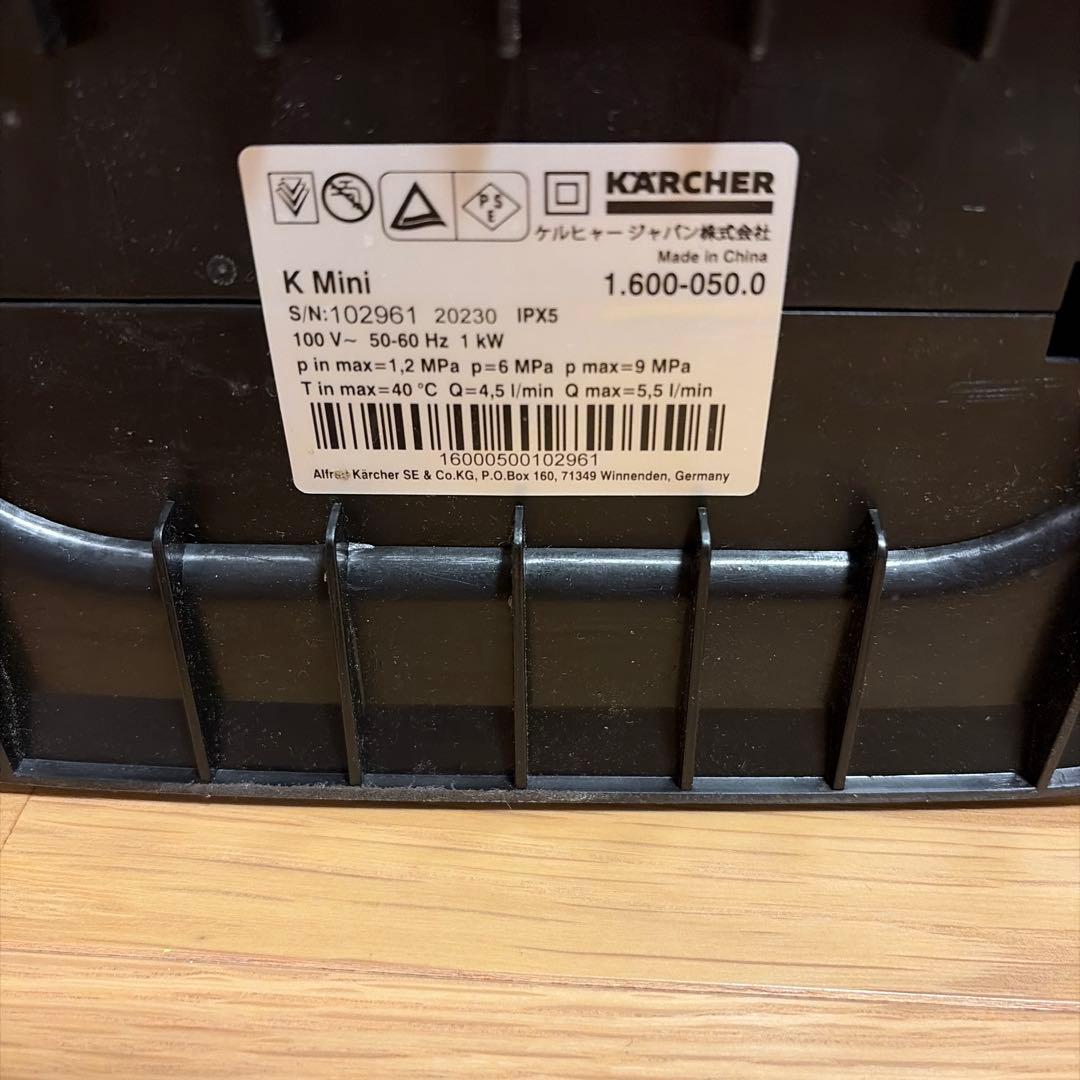 KÄRCHER
PSE
ケルヒャー ジャパン株式会社
Made in China
K Mini 1.600-050.0
S/N:102961 20230 IPX5
100 V~ 50-60 Hz 1 kW
p in max=1,2 MPa p=6 MPa p max=9 MPa
T in max=40 °C Q=4,5 l/min Q max=5,5 l/min
16000500102961
Alfred Kärcher SE & Co.KG, P.O.Box 160, 71349 Winnenden, Germany